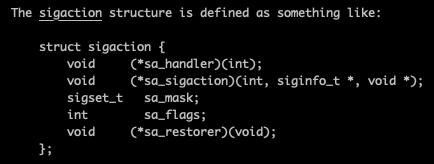 The sigaction structure is defined as something like:
struct sigaction {
    void     (*sa_handler)(int);
    void     (*sa_sigaction)(int, siginfo_t *, void *);
    sigset_t   sa_mask;
    int        sa_flags;
    void     (*sa_restorer)(void);
};